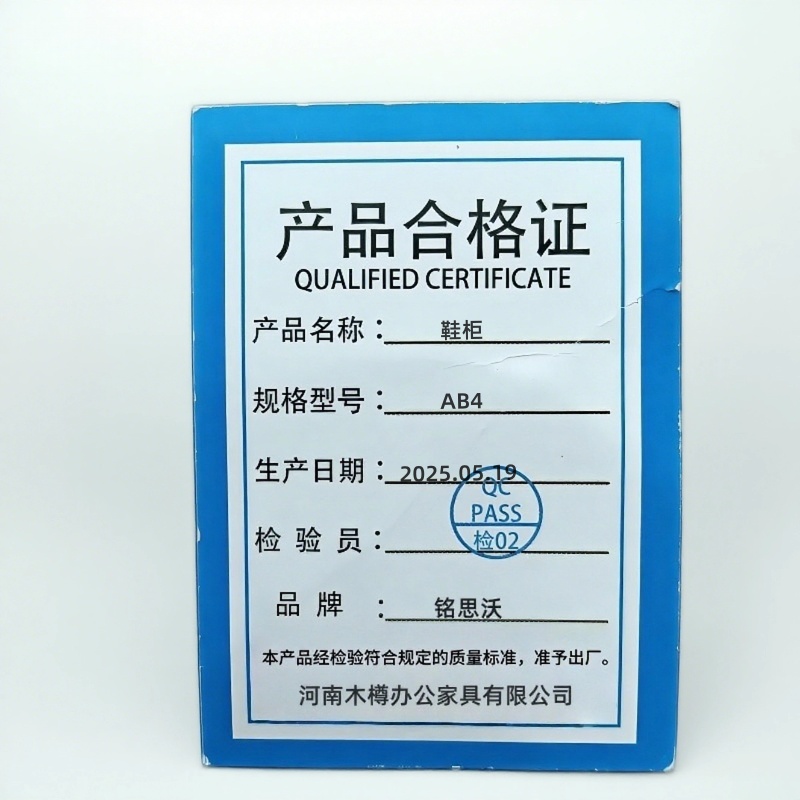 产品合格证
QUALIFIED CERTIFICATE
产品名称：鞋柜
规格型号：AB4
生产日期：2025.05.19
QC
PASS
检02
检验员：
品牌：铭思沃
本产品经检验符合规定的质量标准，准予出厂。
河南木樽办公家具有限公司